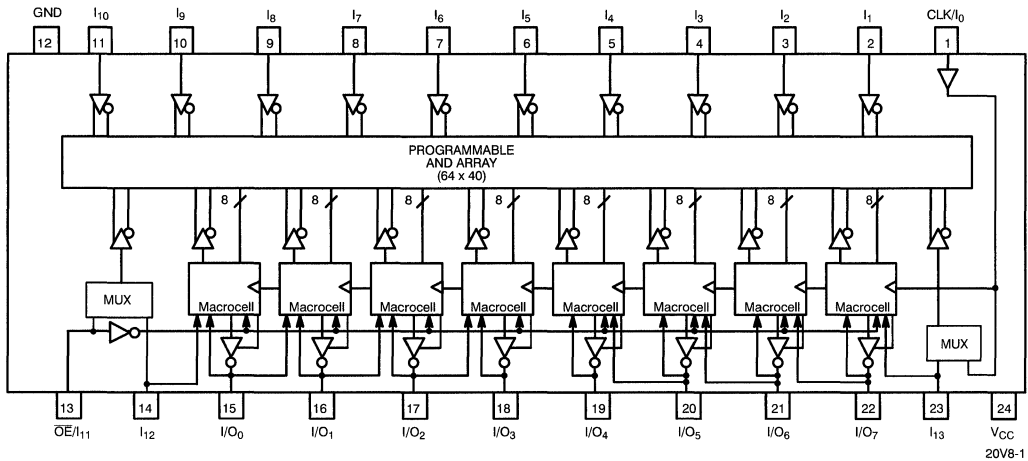 GND I10 I9 I8 I7 I6 I5 I4 I3 I2 I1 CLK/I0
12 11 10 9 8 7 6 5 4 3 2 1
PROGRAMMABLE
AND ARRAY
(64 x 40)
8 8 8 8 8 8 8 8
MUX
Macrocell Macrocell Macrocell Macrocell Macrocell Macrocell Macrocell Macrocell
MUX
13 14 15 16 17 18 19 20 21 22 23 24
O̅E̅/I11 I12 I/O0 I/O1 I/O2 I/O3 I/O4 I/O5 I/O6 I/O7 I13 VCC
20V8-1